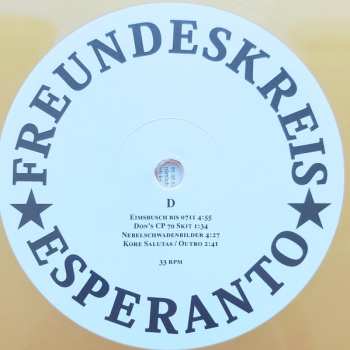 FREUNDESKREIS
ESPERANTO
D
EIMSBUSCH BIS 0711 4:55
DON'S CP 70 SKIT 1:34
NEBELSCHWADENBILDER 4:27
KORE SALUTAS / OUTRO 2:41
33 RPM